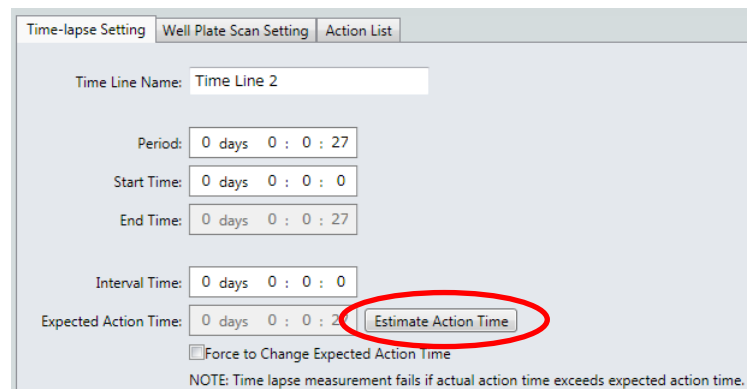 Time-lapse Setting Well Plate Scan Setting Action List
Time Line Name: Time Line 2
Period: 0 days 0 : 0 : 27
Start Time: 0 days 0 : 0 : 0
End Time: 0 days 0 : 0 : 27
Interval Time: 0 days 0 : 0 : 0
Expected Action Time: 0 days 0 : 0 : 27 Estimate Action Time
Force to Change Expected Action Time
NOTE: Time lapse measurement fails if actual action time exceeds expected action time.